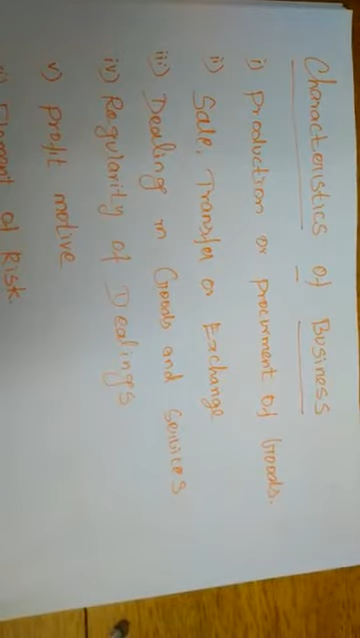 Characteristics of Business
i) Production or procurment of Goods.
ii) Sale, Transfer or Exchange
iii) Dealing in Goods and Services
iv) Regularity of Dealings
v) Profit motive
vi) Element of Risk